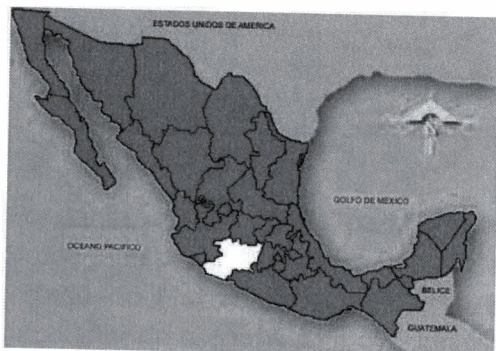 ESTADOS UNIDOS DE AMERICA
GOLFO DE MEXICO
OCEANO PACIFICO
BELICE
GUATEMALA